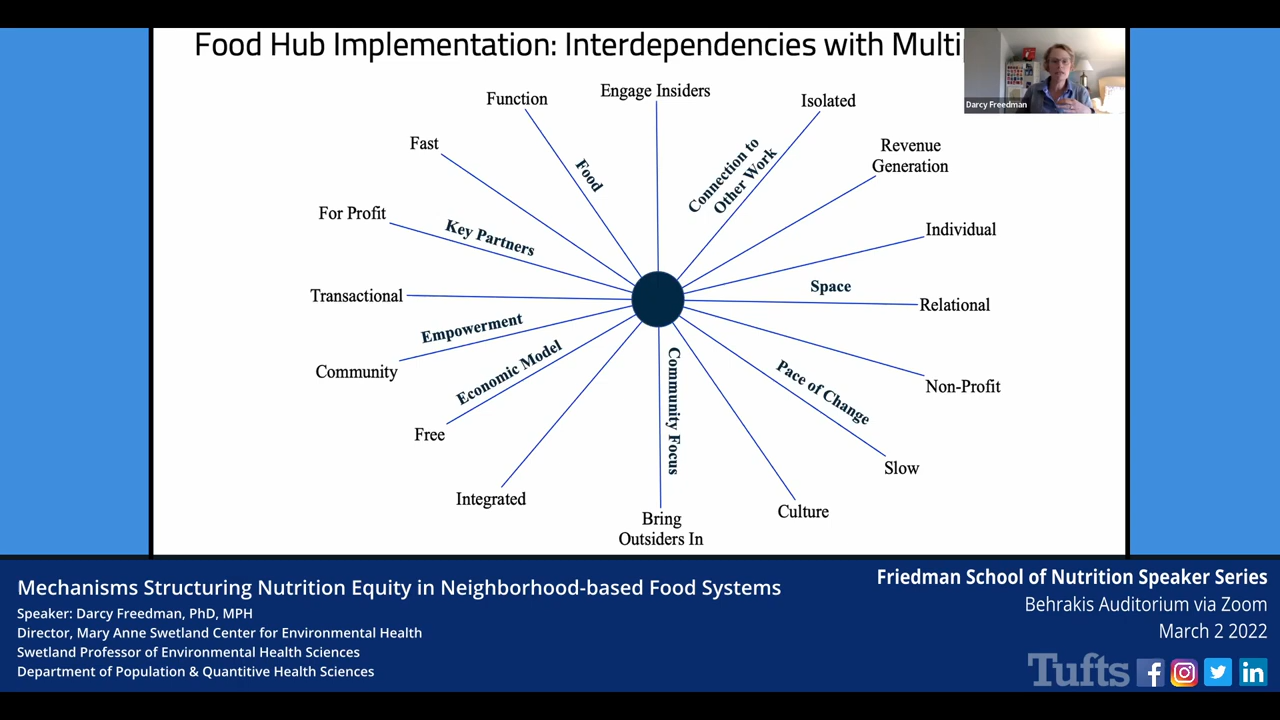 Food Hub Implementation: Interdependencies with Multi
Darcy Freedman
Engage Insiders
Function
Isolated
Fast
Revenue
Generation
Food
Connection to
Other Work
For Profit
Individual
Key Partners
Transactional
Space
Relational
Empowerment
Community
Economic Model
Community Focus
Pace of Change
Non-Profit
Free
Slow
Integrated
Culture
Bring
Outsiders In
Mechanisms Structuring Nutrition Equity in Neighborhood-based Food Systems
Speaker: Darcy Freedman, PhD, MPH
Director, Mary Anne Swetland Center for Environmental Health
Swetland Professor of Environmental Health Sciences
Department of Population & Quantitative Health Sciences
Friedman School of Nutrition Speaker Series
Behrakis Auditorium via Zoom
March 2 2022
Tufts